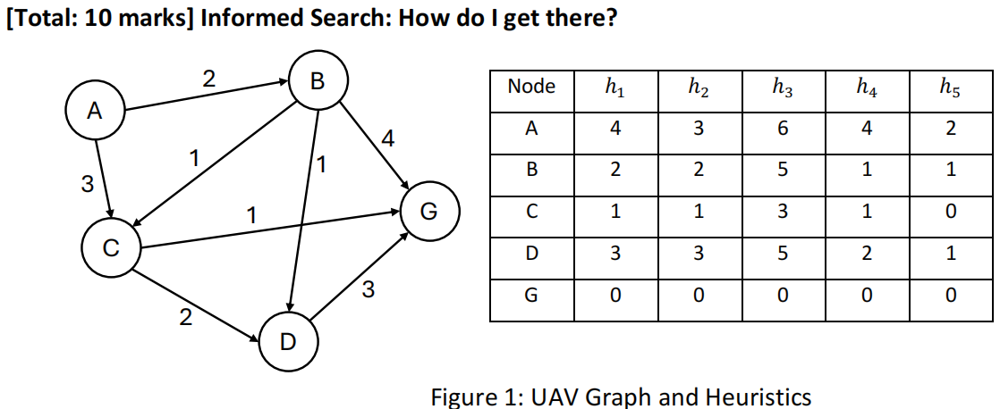 [Total: 10 marks] Informed Search: How do I get there?
A
2
B
3
1
1
4
C
1
G
2
D
3
Node h₁ h₂ h₃ h₄ h₅
A 4 3 6 4 2
B 2 2 5 1 1
C 1 1 3 1 0
D 3 3 5 2 1
G 0 0 0 0 0
Figure 1: UAV Graph and Heuristics